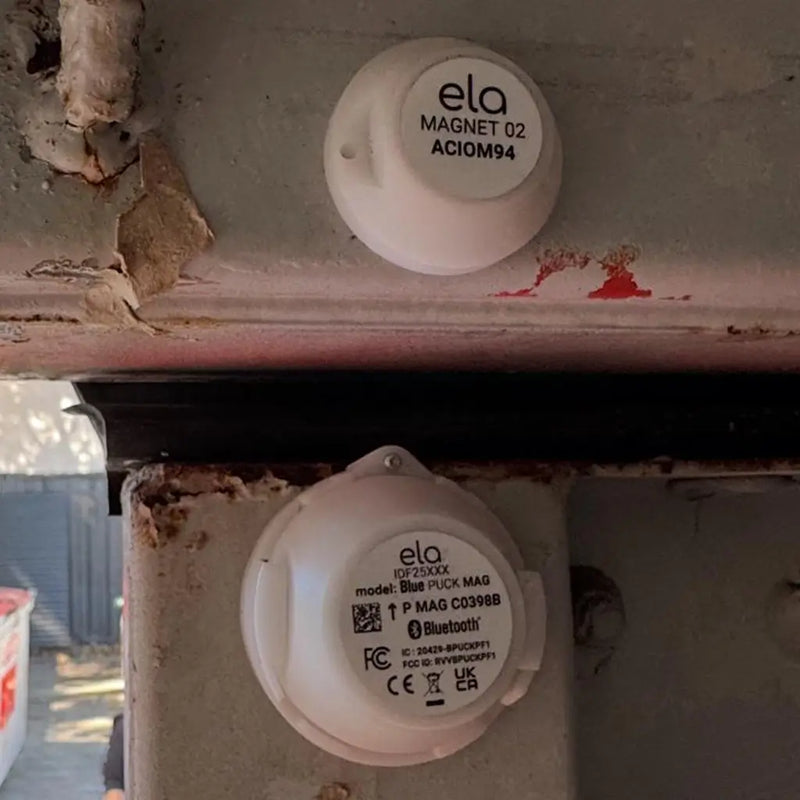 ela
MAGNET 02
ACIOM94
ela
IDF25XXX
model: Blue PUCK MAG
↑ P MAG C0398B
Bluetooth®
FC
IC : 20429-BPUCKPF1
FCC ID: RVVBPUCKPF1
CE
UK
CA